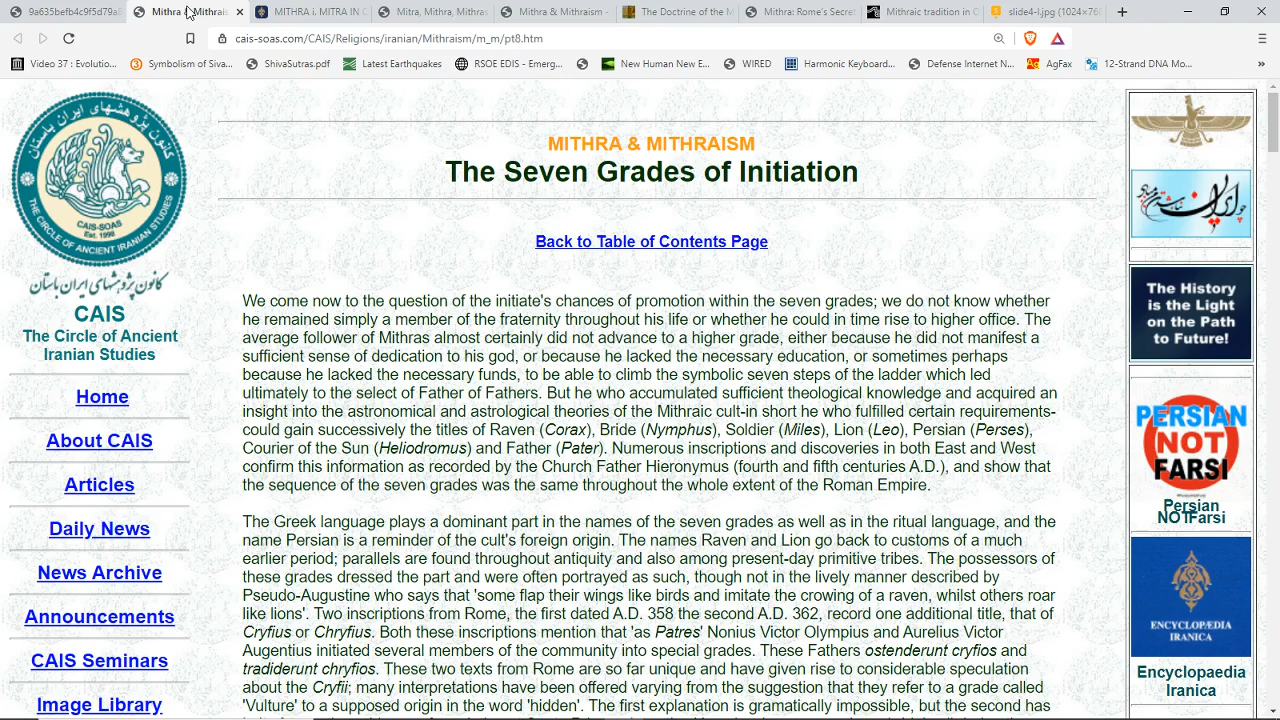 9a635bef4c9f5d79a8
Mithra & Mithrais
MITHRA i. MITRA IN O
Mitra, Mithra, Mithras
Mithra & Mithraism -
The Doctrine of the M
Mithra: Rome's Secret
Mithraic tradition C
slide4-l.jpg (1024×768
cais-soas.com/CAIS/Religions/iranian/Mithraism/m_m/pt8.htm
Video 37 : Evolutio...
Symbolism of Siva...
ShivaSutras.pdf
Latest Earthquakes
RSOE EDIS - Emerg...
New Human New E...
WIRED
Harmonic Keyboard...
Defense Internet N...
AgFax
12-Strand DNA Mo...
کانون پژوهشهای ایران باستان
THE CIRCLE OF ANCIENT IRANIAN STUDIES
CAIS-SOAS
Est. 1998
کانون پژوهشهای ایران باستان
CAIS
The Circle of Ancient
Iranian Studies
Home
About CAIS
Articles
Daily News
News Archive
Announcements
CAIS Seminars
Image Library
MITHRA & MITHRAISM
The Seven Grades of Initiation
Back to Table of Contents Page
We come now to the question of the initiate's chances of promotion within the seven grades; we do not know whether
he remained simply a member of the fraternity throughout his life or whether he could in time rise to higher office. The
average follower of Mithras almost certainly did not advance to a higher grade, either because he did not manifest a
sufficient sense of dedication to his god, or because he lacked the necessary education, or sometimes perhaps
because he lacked the necessary funds, to be able to climb the symbolic seven steps of the ladder which led
ultimately to the select of Father of Fathers. But he who accumulated sufficient theological knowledge and acquired an
insight into the astronomical and astrological theories of the Mithraic cult-in short he who fulfilled certain requirements-
could gain successively the titles of Raven (Corax), Bride (Nymphus), Soldier (Miles), Lion (Leo), Persian (Perses),
Courier of the Sun (Heliodromus) and Father (Pater). Numerous inscriptions and discoveries in both East and West
confirm this information as recorded by the Church Father Hieronymus (fourth and fifth centuries A.D.), and show that
the sequence of the seven grades was the same throughout the whole extent of the Roman Empire.
The Greek language plays a dominant part in the names of the seven grades as well as in the ritual language, and the
name Persian is a reminder of the cult's foreign origin. The names Raven and Lion go back to customs of a much
earlier period; parallels are found throughout antiquity and also among present-day primitive tribes. The possessors of
these grades dressed the part and were often portrayed as such, though not in the lively manner described by
Pseudo-Augustine who says that 'some flap their wings like birds and imitate the crowing of a raven, whilst others roar
like lions'. Two inscriptions from Rome, the first dated A.D. 358 the second A.D. 362, report one additional title, that of
Cryfius or Chryfius. Both these inscriptions mention that 'as Patres' Nonius Victor Olympius and Aurelius Victor
Augentius initiated several members of the community into special grades. These Fathers ostenderunt cryfios and
tradiderunt chryfios. These two texts from Rome are so far unique and have given rise to considerable speculation
about the Cryfii; many interpretations have been offered varying from the suggestion that they refer to a grade called
'Vulture' to a supposed origin in the word 'hidden'. The first explanation is grammatically impossible, but the second has
The History
is the Light
on the Path
to Future!
PERSIAN
NOT
FARSI
Persian
NOTFarsi
ENCYCLOPÆDIA
IRANICA
Encyclopaedia
Iranica